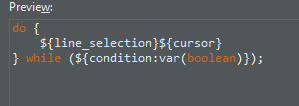 Preview:
do {
    ${line_selection}${cursor}
} while (${condition:var(boolean)});